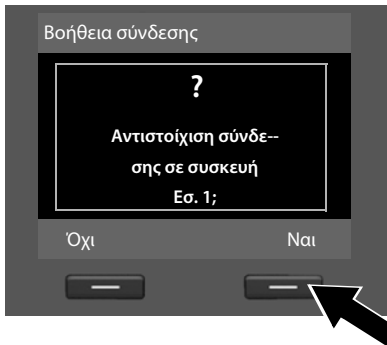 Βοήθεια σύνδεσης
?
Αντιστοίχιση σύνδε--
σης σε συσκευή
Εσ. 1;
Όχι Ναι